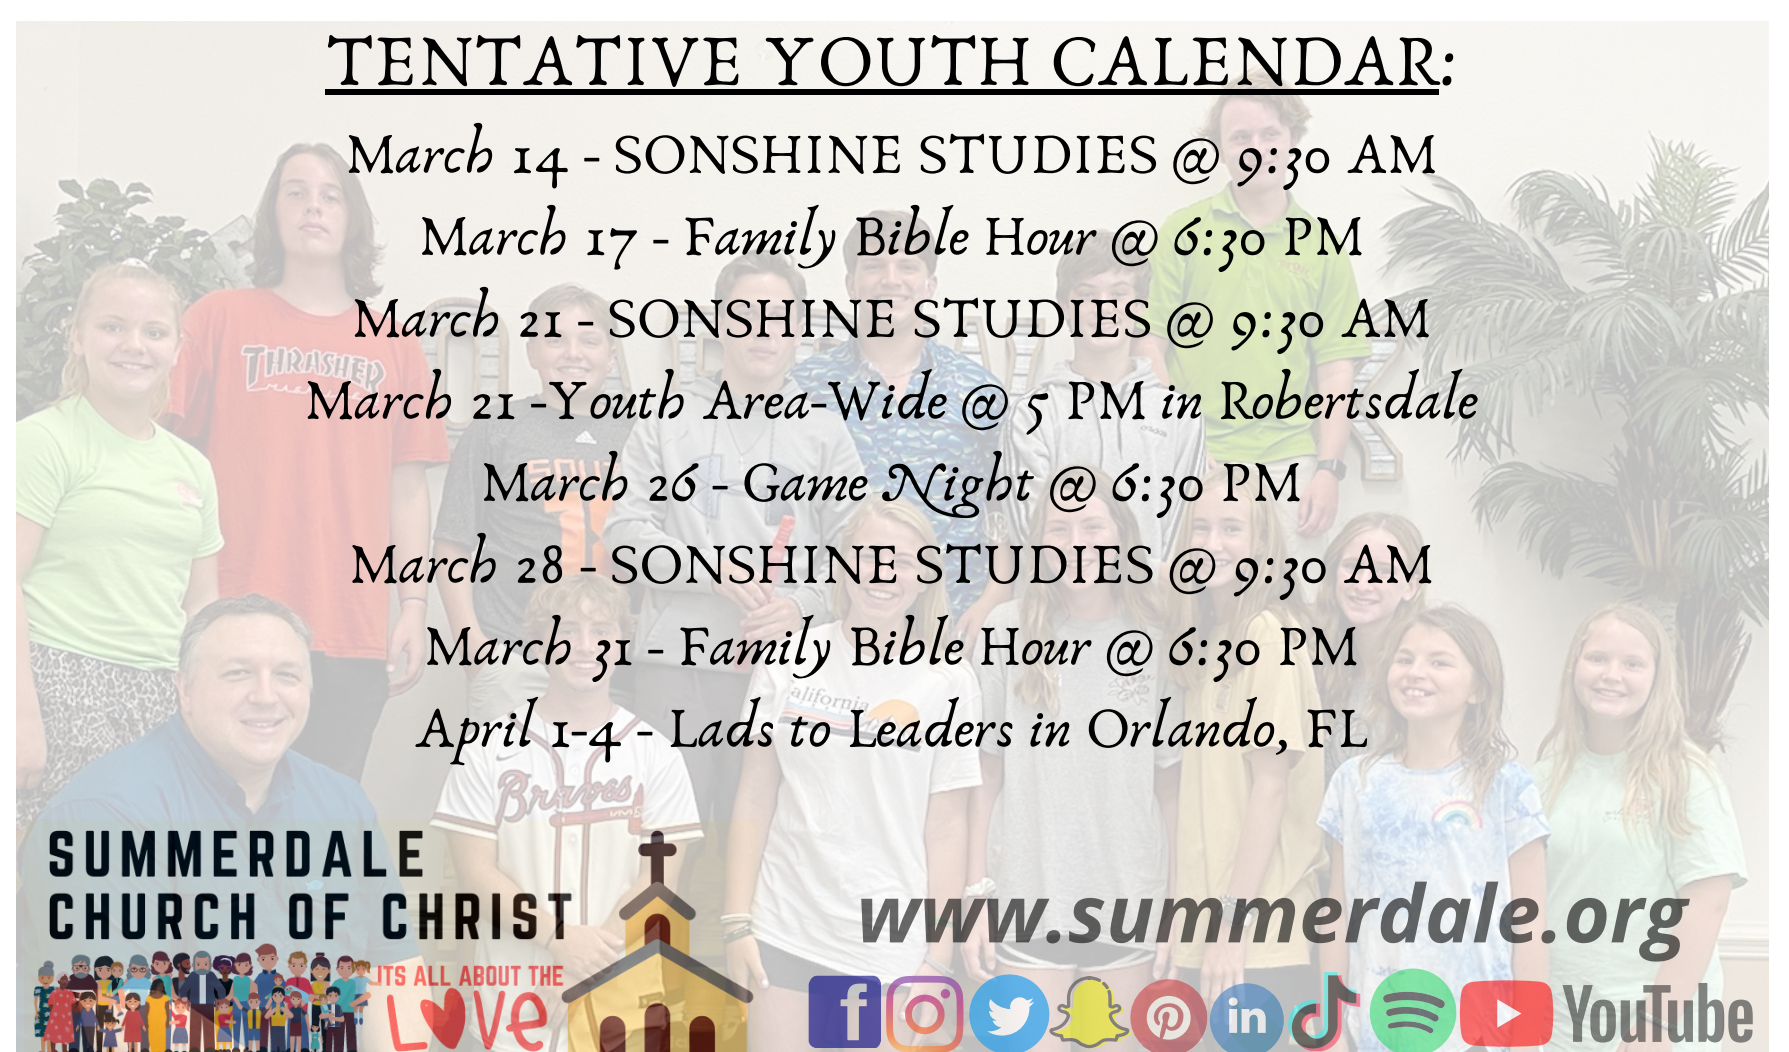 TENTATIVE YOUTH CALENDAR:
March 14 - SONSHINE STUDIES @ 9:30 AM
March 17 - Family Bible Hour @ 6:30 PM
March 21 - SONSHINE STUDIES @ 9:30 AM
March 21 -Youth Area-Wide @ 5 PM in Robertsdale
March 26 - Game Night @ 6:30 PM
March 28 - SONSHINE STUDIES @ 9:30 AM
March 31 - Family Bible Hour @ 6:30 PM
April 1-4 - Lads to Leaders in Orlando, FL
THRASHER
alifornia
Braves
SUMMERDALE
CHURCH OF CHRIST
ITS ALL ABOUT THE
LOVE
www.summerdale.org
f
in
YouTube